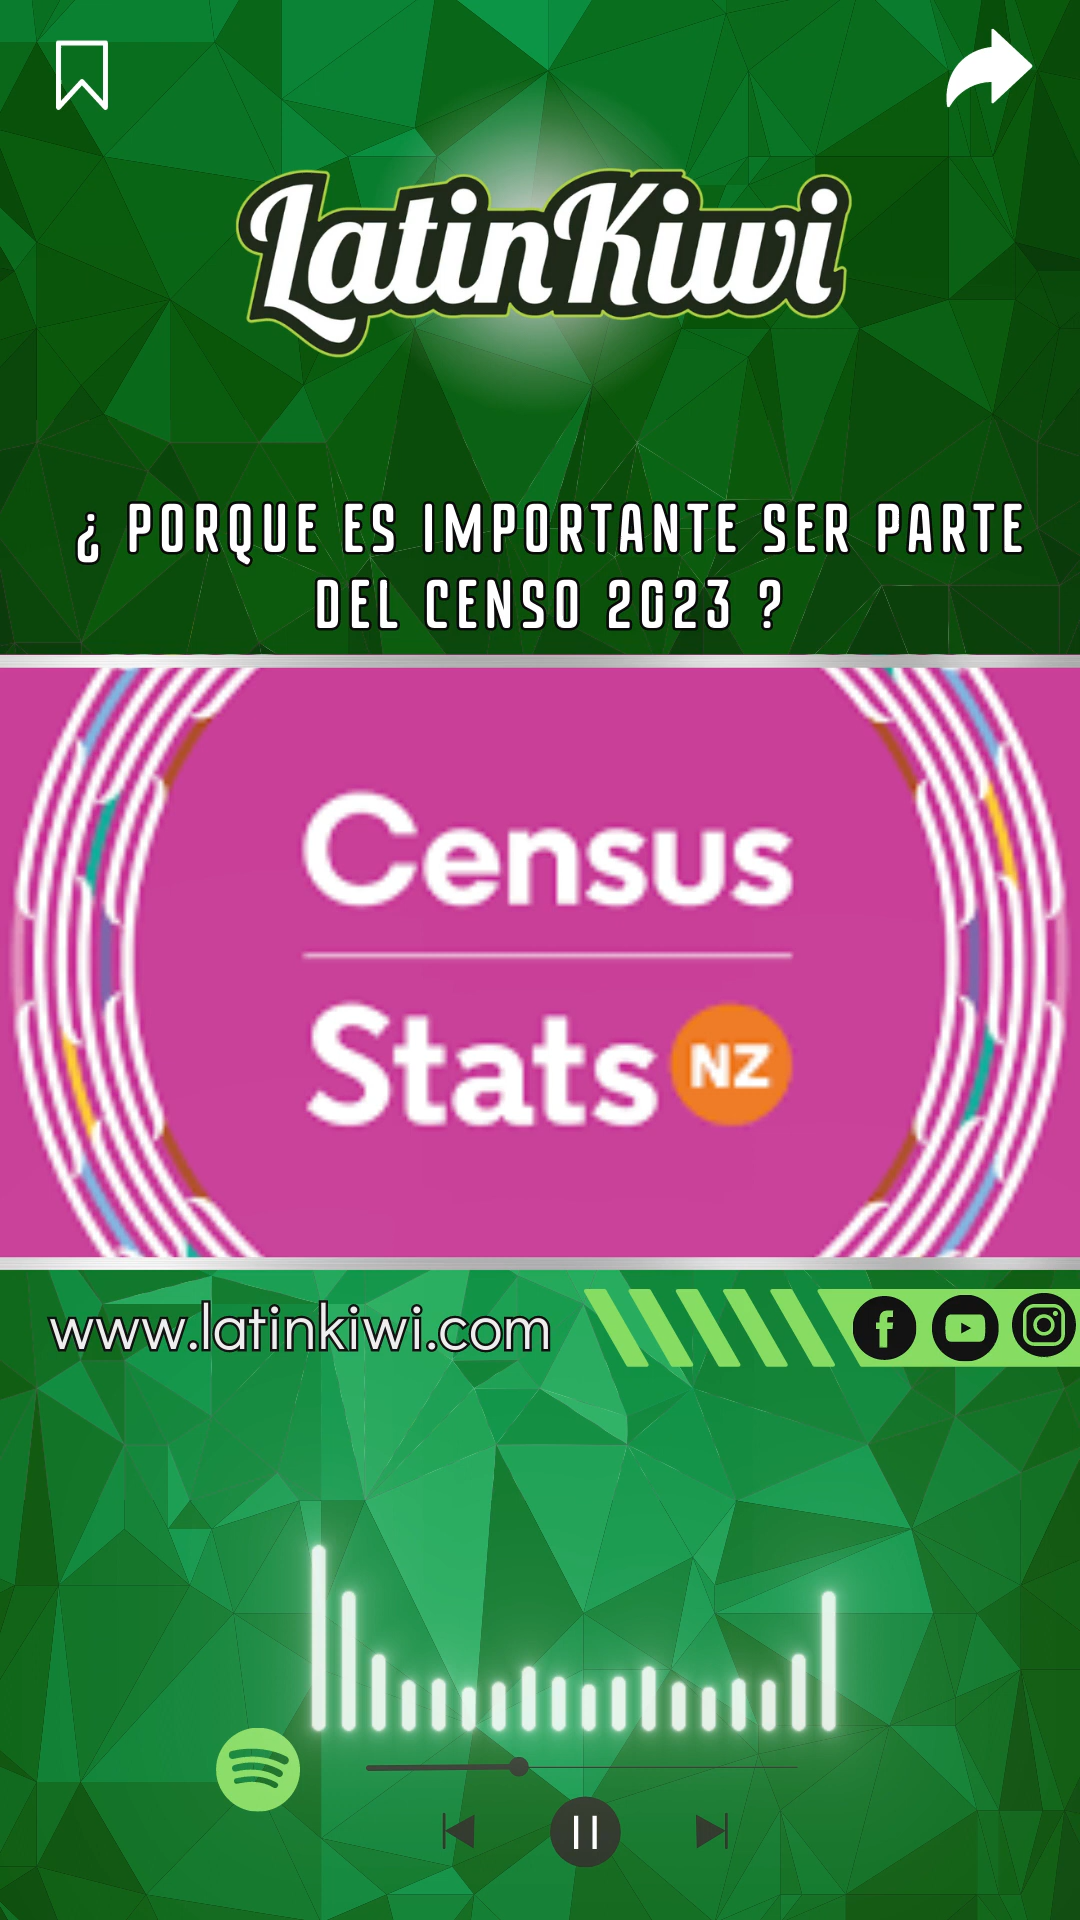 LatinKiwi
¿ PORQUE ES IMPORTANTE SER PARTE
DEL CENSO 2023 ?
Census
Stats NZ
www.latinkiwi.com